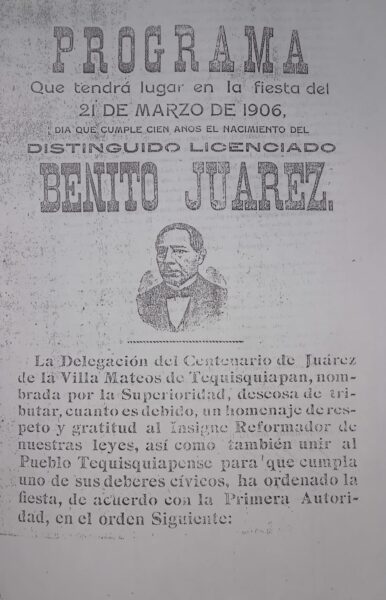 PROGRAMA
Que tendrá lugar en la fiesta del
21 DE MARZO DE 1906,
DIA QUE CUMPLE CIEN AÑOS EL NACIMIENTO DEL
DISTINGUIDO LICENCIADO
BENITO JUAREZ.
La Delegación del Centenario de Juárez
de la Villa Mateos de Tequisquiapan, nom-
brada por la Superioridad, deseosa de tri-
butar, cuanto es debido, un homenaje de res-
peto y gratitud al Insigne Reformador de
nuestras leyes, así como también unir al
Pueblo Tequisquiapense para que cumpla
uno de sus deberes cívicos, ha ordenado la
fiesta, de acuerdo con la Primera Autori-
dad, en el orden Siguiente: